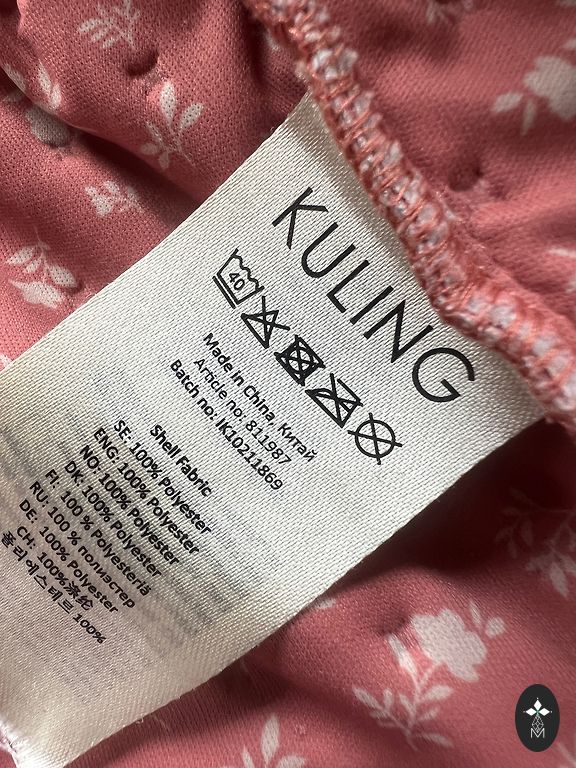 KULING
40
Made in China, Китай
Article no: 811987
Batch no: IK10211869
Shell Fabric
SE: 100% Polyester
ENG: 100% Polyester
NO: 100% Polyester
DK: 100% Polyester
FI: 100 % Polyesteriä
RU: 100 % полиэстер
DE: 100% Polyester
CH: 100%涤纶
폴리에스테르 100%